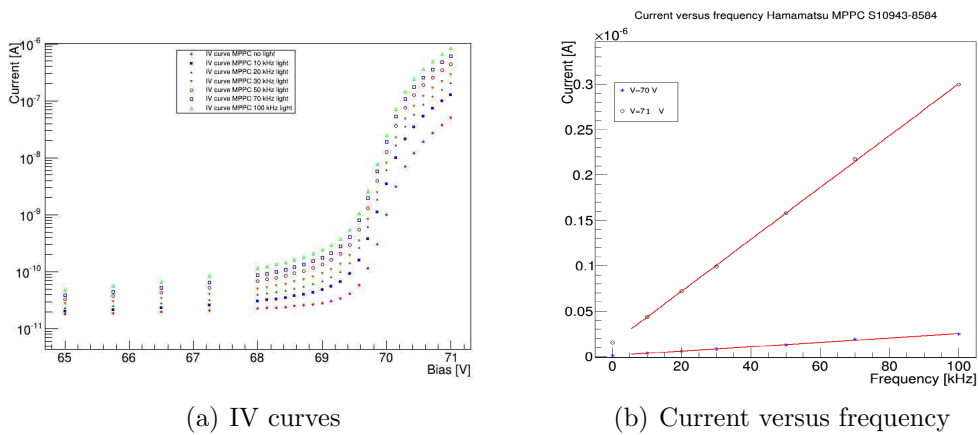 Current versus frequency Hamamatsu MPPC S10943-8584
Current [A]
10⁻⁶
10⁻⁷
10⁻⁸
10⁻⁹
10⁻¹⁰
10⁻¹¹
IV curve MPPC no light
IV curve MPPC 10 kHz light
IV curve MPPC 20 kHz light
IV curve MPPC 30 kHz light
IV curve MPPC 50 kHz light
IV curve MPPC 70 kHz light
IV curve MPPC 100 kHz light
65 66 67 68 69 70 71
Bias [V]
×10⁻⁶
Current [A]
0.3
0.25
0.2
0.15
0.1
0.05
0
V=70 V
V=71 V
0 20 40 60 80 100
Frequency [kHz]
(a) IV curves
(b) Current versus frequency